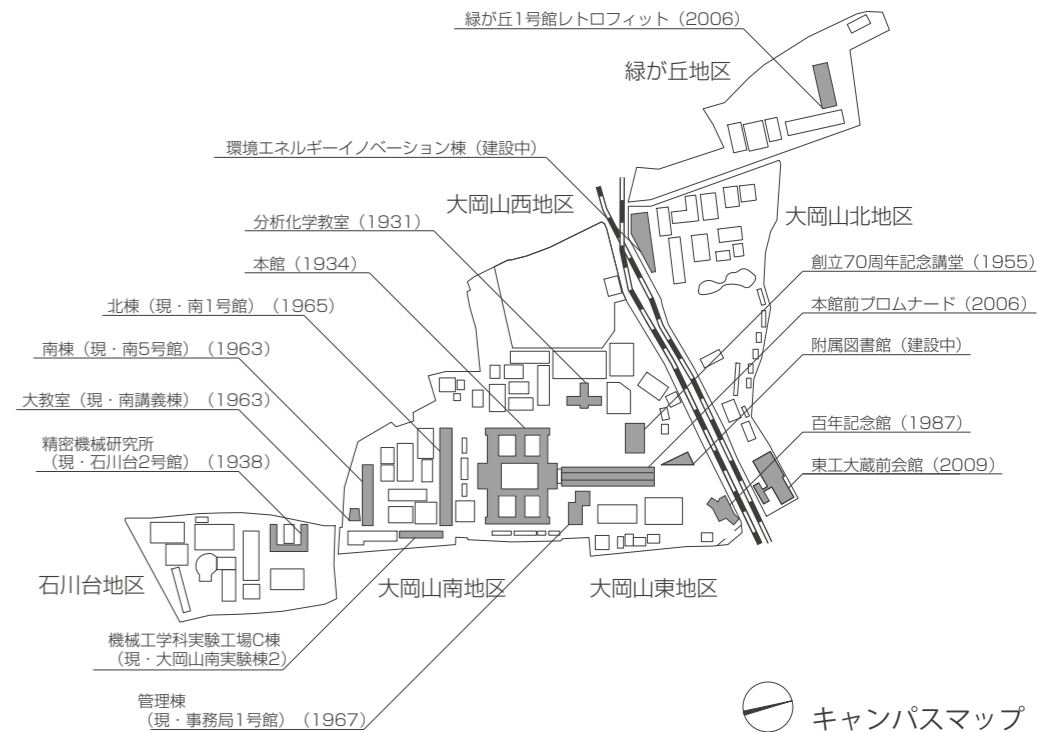 緑が丘1号館レトロフィット（2006）
緑が丘地区
環境エネルギーイノベーション棟（建設中）
大岡山西地区
大岡山北地区
分析化学教室（1931）
創立70周年記念講堂（1955）
本館（1934）
本館前プロムナード（2006）
北棟（現・南1号館）（1965）
附属図書館（建設中）
南棟（現・南5号館）（1963）
大教室（現・南講義棟）（1963）
百年記念館（1987）
精密機械研究所
（現・石川台2号館）（1938）
東工大蔵前会館（2009）
石川台地区
大岡山南地区
大岡山東地区
機械工学科実験工場C棟
（現・大岡山南実験棟2）
管理棟
（現・事務局1号館）（1967）
キャンパスマップ